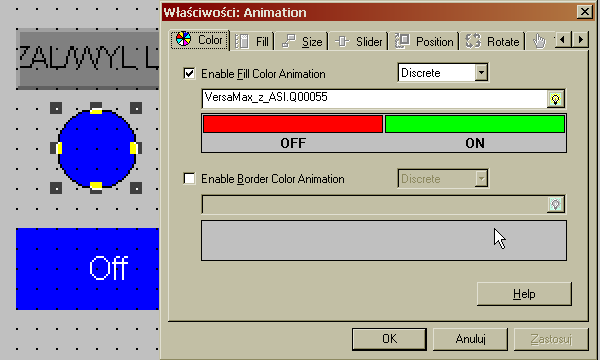 Właściwości: Animation
Color Fill Size Slider Position Rotate
ZAŁ/WYŁ L
Enable Fill Color Animation Discrete
VersaMax_z_ASI.Q00055
OFF ON
Enable Border Color Animation Discrete
Off
Help
OK Anuluj Zastosuj